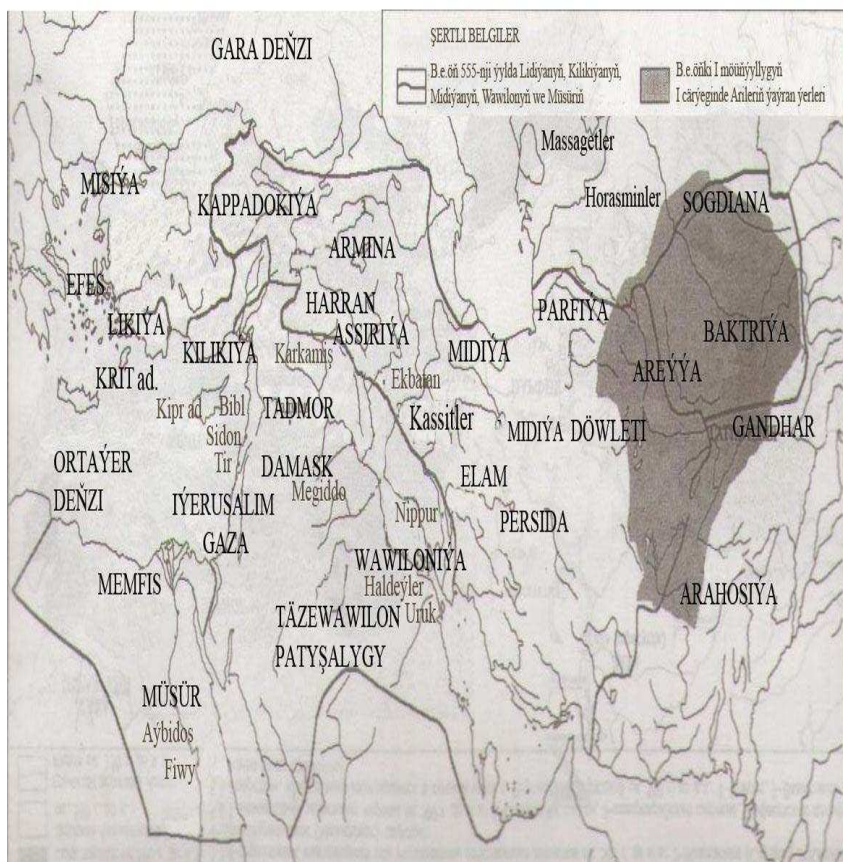 GARA DEŇZI
ŞERTLI BELGILER
B.e.öň 555-nji ýylda Lidiýanyň, Kilikiýanyň,
Midiýanyň, Wawilonyň we Müsüriň
B.e.öňki I möüňýyllygyň
I cärýeginde Arileriň ýaýran ýerleri
Massagetler
Horasminler
MISIÝA
KAPPADOKIÝA
SOGDIANA
ARMINA
EFES
HARRAN
PARFIÝA
LIKIÝA
ASSIRIÝA
BAKTRIÝA
KILIKIÝA
Karkamiş
MIDIÝA
AREÝÝA
KRIT ad.
Ekbatan
Kipr ad
Bibl
TADMOR
Kassitler
MIDIÝA DÖWLETI
GANDHAR
Sidon
Tir
ORTAÝER
DEŇZI
DAMASK
Megiddo
ELAM
IÝERUSALIM
Nippur
PERSIDA
GAZA
WAWILONIÝA
MEMFIS
Haldeýler
Uruk
ARAHOSIÝA
TÄZEWAWILON
PATYŞALYGY
MÜSÜR
Aýbidos
Fiwy